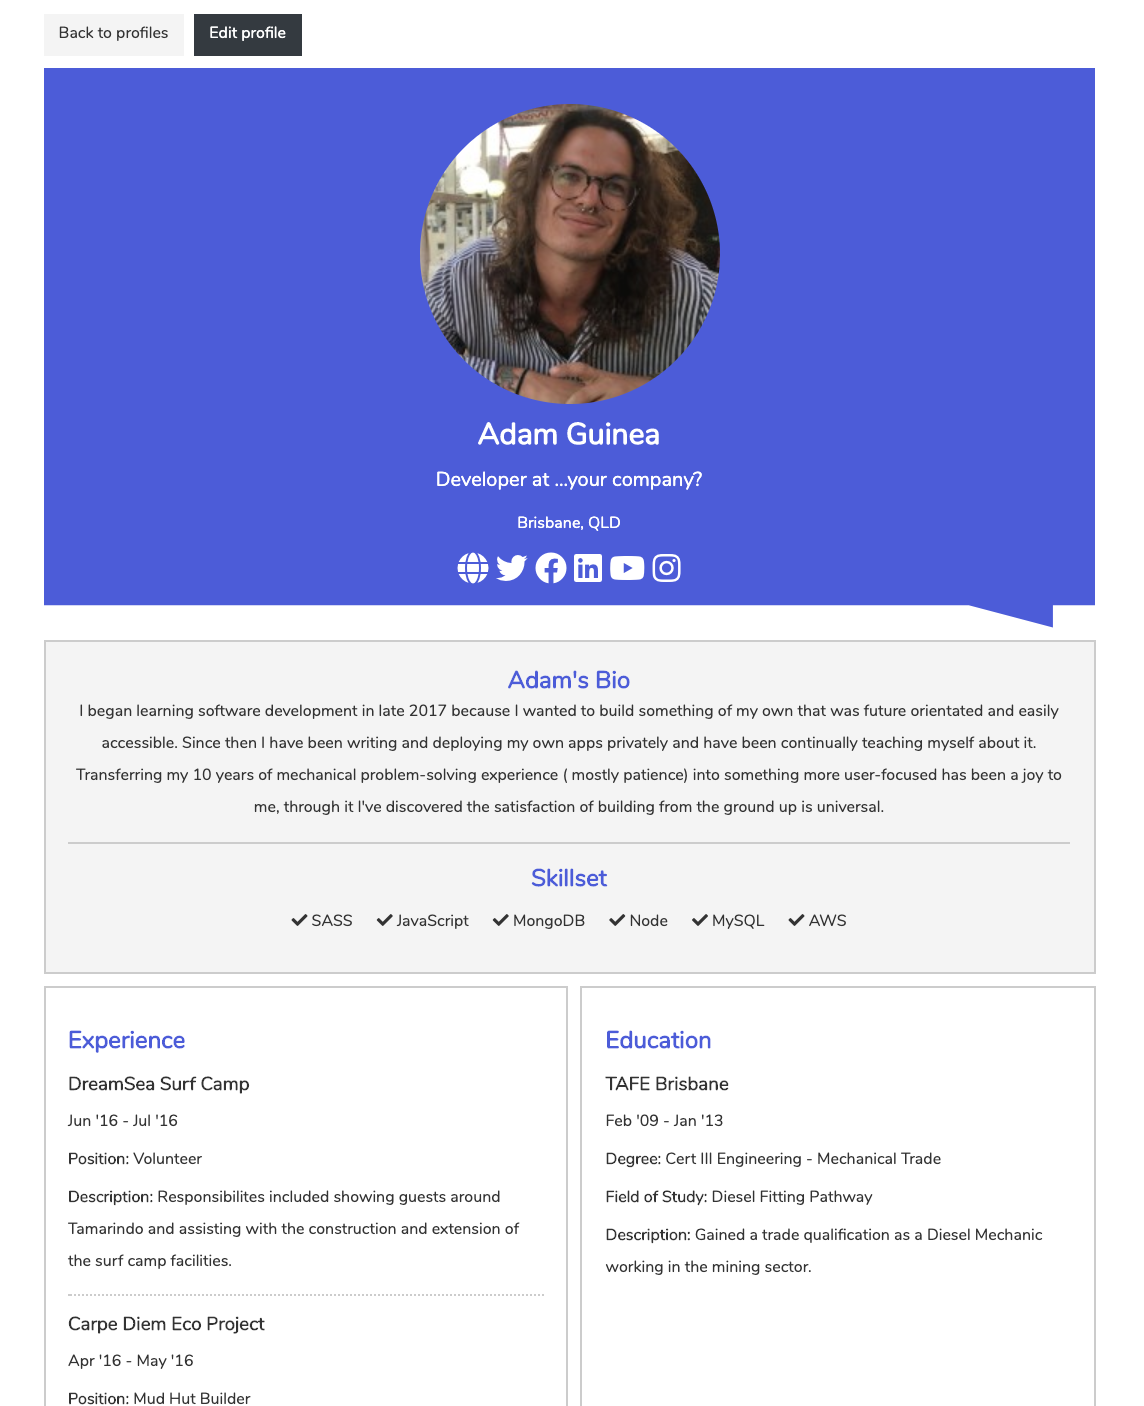 Back to profiles
Edit profile
Adam Guinea
Developer at ...your company?
Brisbane, QLD
Adam's Bio
I began learning software development in late 2017 because I wanted to build something of my own that was future orientated and easily
accessible. Since then I have been writing and deploying my own apps privately and have been continually teaching myself about it.
Transferring my 10 years of mechanical problem-solving experience ( mostly patience) into something more user-focused has been a joy to
me, through it I've discovered the satisfaction of building from the ground up is universal.
Skillset
SASS JavaScript MongoDB Node MySQL AWS
Experience
DreamSea Surf Camp
Jun '16 - Jul '16
Position: Volunteer
Description: Responsibilites included showing guests around
Tamarindo and assisting with the construction and extension of
the surf camp facilities.
Carpe Diem Eco Project
Apr '16 - May '16
Position: Mud Hut Builder
Education
TAFE Brisbane
Feb '09 - Jan '13
Degree: Cert III Engineering - Mechanical Trade
Field of Study: Diesel Fitting Pathway
Description: Gained a trade qualification as a Diesel Mechanic
working in the mining sector.